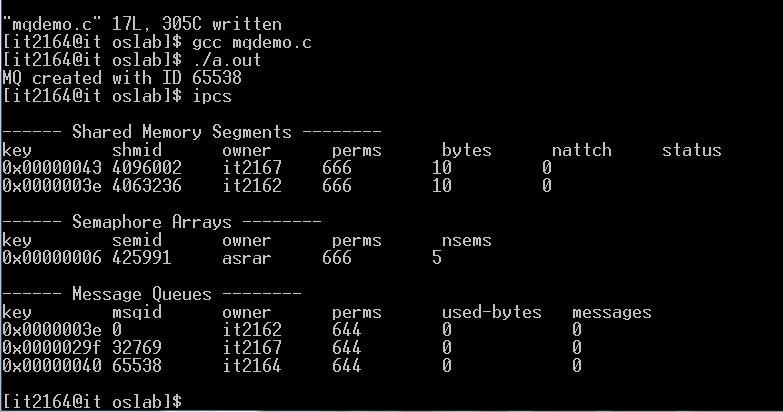 "mqdemo.c" 17L, 305C written
[it2164@it oslab]$ gcc mqdemo.c
[it2164@it oslab]$ ./a.out
MQ created with ID 65538
[it2164@it oslab]$ ipcs
------ Shared Memory Segments --------
key        shmid      owner      perms      bytes      nattch     status
0x00000043 4096002    it2167    666        10         0
0x0000003e 4063236    it2162    666        10         0
------ Semaphore Arrays --------
key        semid      owner      perms      nsems
0x00000006 425991     asrar     666        5
------ Message Queues --------
key        msqid      owner      perms      used-bytes   messages
0x0000003e 0          it2162     644        0            0
0x0000029f 32769      it2167     644        0            0
0x00000040 65538      it2164     644        0            0
[it2164@it oslab]$